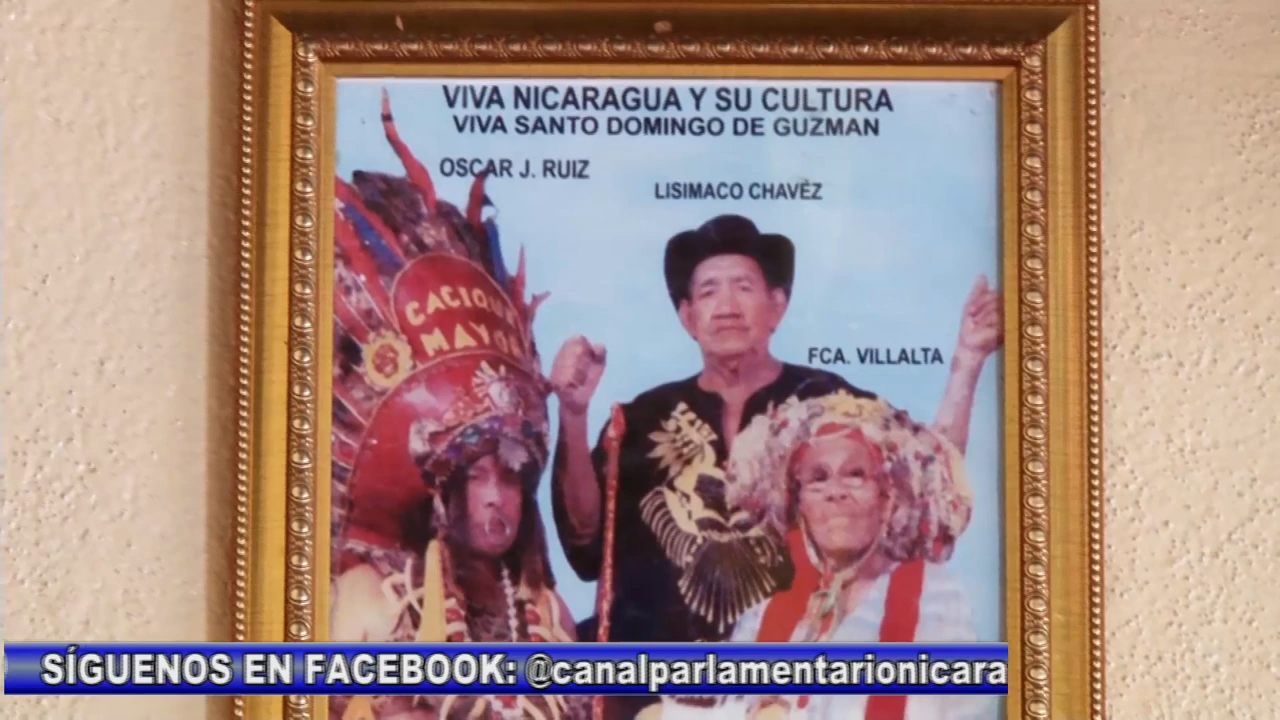 VIVA NICARAGUA Y SU CULTURA
VIVA SANTO DOMINGO DE GUZMAN
OSCAR J. RUIZ
LISIMACO CHAVEZ
FCA. VILLALTA
CACIQUE
MAYOR
SÍGUENOS EN FACEBOOK: @canalparlamentarionicara